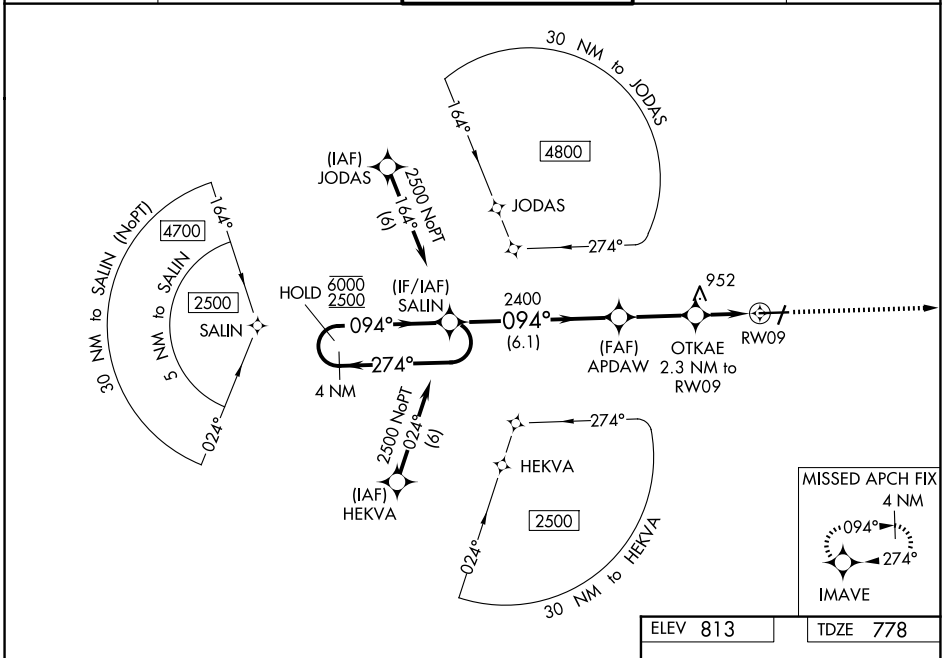 30 NM to JODAS
164°
4800
JODAS
274°
(IAF)
JODAS
2500 NoPT
164°
(6)
30 NM to SALIN (NoPT)
164°
4700
5 NM to SALIN
2500
SALIN
024°
HOLD
6000
2500
(IF/IAF)
SALIN
094°
274°
4 NM
2400
094°
(6.1)
(FAF)
APDAW
952
OTKAE
2.3 NM to
RW09
RW09
2500 NoPT
024°
(6)
(IAF)
HEKVA
274°
HEKVA
2500
024°
30 NM to HEKVA
MISSED APCH FIX
4 NM
094°
274°
IMAVE
ELEV 813
TDZE 778